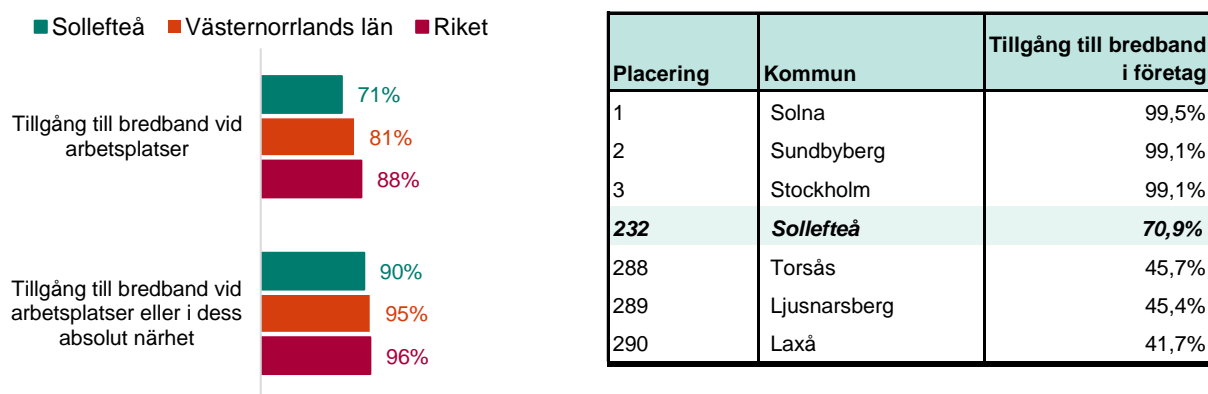 Sollefteå Västernorrlands län Riket
Tillgång till bredband vid
arbetsplatser
71%
81%
88%
Tillgång till bredband vid
arbetsplatser eller i dess
absolut närhet
90%
95%
96%
Placering Kommun Tillgång till bredband
i företag
1 Solna 99,5%
2 Sundbyberg 99,1%
3 Stockholm 99,1%
232 Sollefteå 70,9%
288 Torsås 45,7%
289 Ljusnarsberg 45,4%
290 Laxå 41,7%